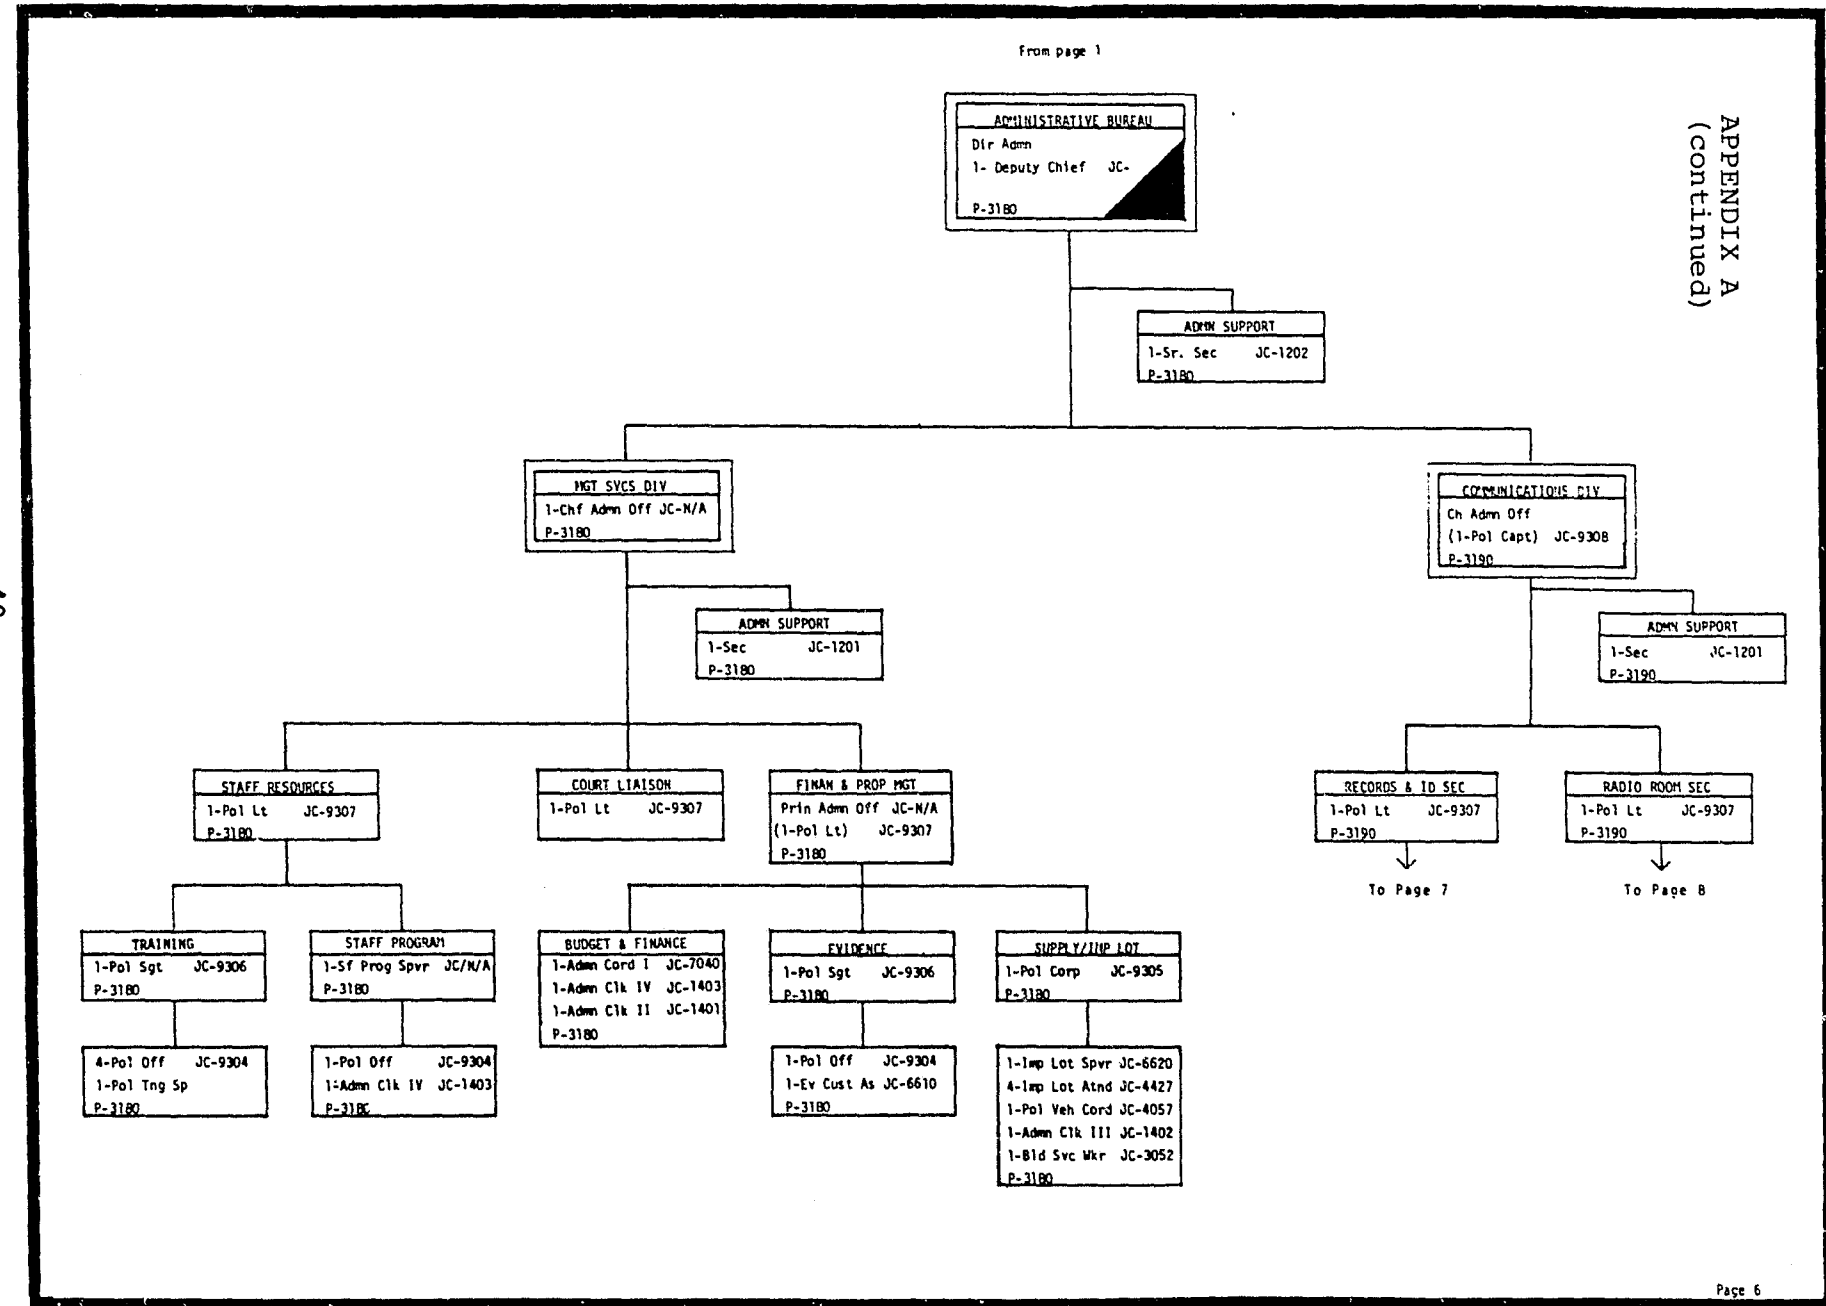 From page 1
APPENDIX A
(continued)
ADMINISTRATIVE BUREAU
Dir Admn
1- Deputy Chief JC-
P-3180
ADMN SUPPORT
1-Sr. Sec JC-1202
P-3180
MGT SVCS DIV
1-Chf Admn Off JC-N/A
P-3180
COMMUNICATIONS DIV
Ch Admn Off
(1-Pol Capt) JC-9308
P-3190
ADMN SUPPORT
1-Sec JC-1201
P-3180
ADMN SUPPORT
1-Sec JC-1201
P-3190
STAFF RESOURCES
1-Pol Lt JC-9307
P-3180
COURT LIAISON
1-Pol Lt JC-9307
FINAN & PROP MGT
Prin Admn Off JC-N/A
(1-Pol Lt) JC-9307
P-3180
RECORDS & ID SEC
1-Pol Lt JC-9307
P-3190
To Page 7
RADIO ROOM SEC
1-Pol Lt JC-9307
P-3190
To Page 8
TRAINING
1-Pol Sgt JC-9306
P-3180
STAFF PROGRAM
1-Sf Prog Spvr JC/N/A
P-3180
BUDGET & FINANCE
1-Admn Cord I JC-7040
1-Admn Clk IV JC-1403
1-Admn Clk II JC-1401
P-3180
EVIDENCE
1-Pol Sgt JC-9306
P-3180
SUPPLY/IMP LOT
1-Pol Corp JC-9305
P-3180
4-Pol Off JC-9304
1-Pol Tng Sp
P-3180
1-Pol Off JC-9304
1-Admn Clk IV JC-1403
P-3180
1-Pol Off JC-9304
1-Ev Cust As JC-6610
P-3180
1-Imp Lot Spvr JC-6620
4-Imp Lot Atnd JC-4427
1-Pol Veh Cord JC-4057
1-Admn Clk III JC-1402
1-Bld Svc Wkr JC-3052
P-3180
Page 6